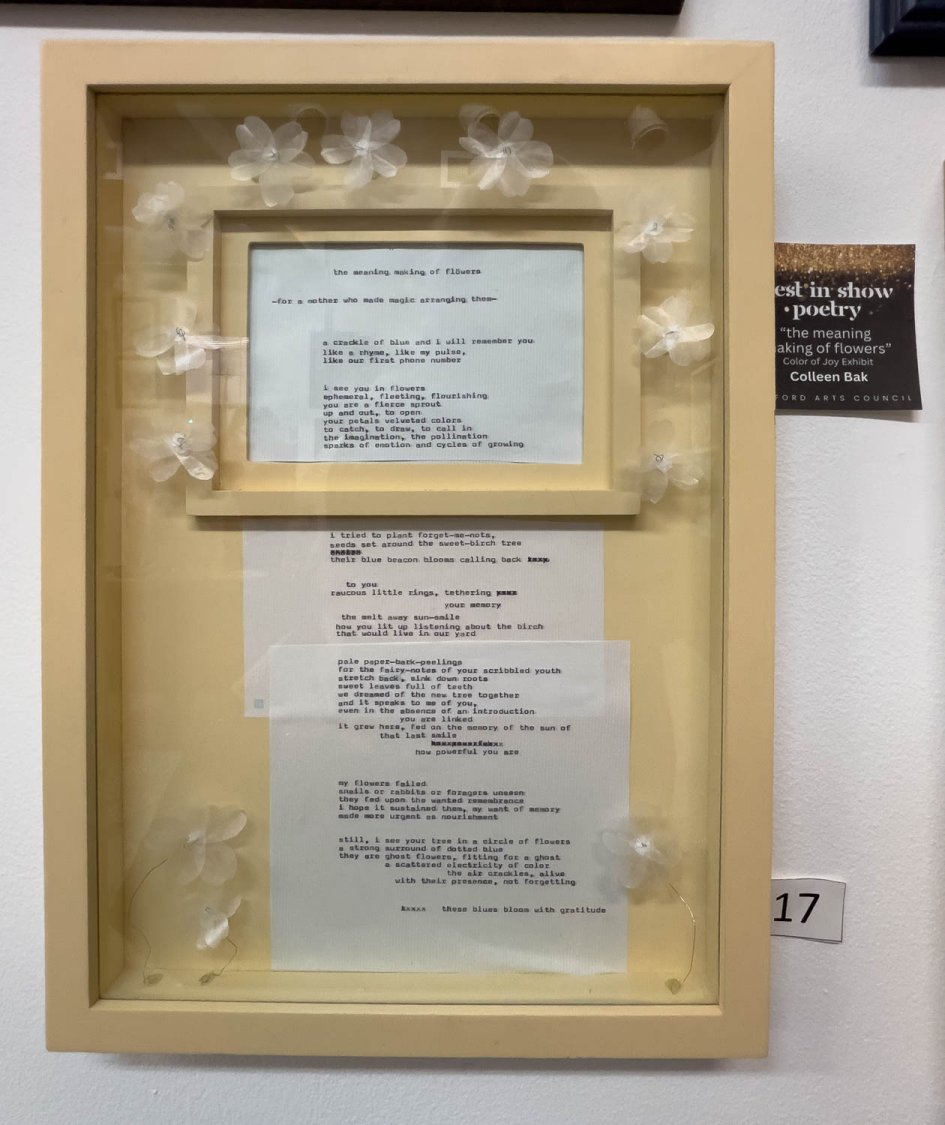 the meaning making of flowers
—for a mother who made magic arranging them—
a crackle of blue and i will remember you
like a rhyme, like my pulse,
like our first phone number
i see you in flowers
ephemeral, fleeting, flourishing
you are a fierce sprout
up and out, to open
your petals velveted colors
to catch, to draw, to call in
the imagination, the pollination
sparks of emotion and cycles of growing
i tried to plant forget-me-nots,
seeds set around the sweet-birch tree
their blue beacon blooms calling back
to you
raucous little rings, tethering
your memory
the melt away sun-smile
how you lit up listening about the birch
that would live in our yard
pale paper-bark-peelings
for the fairy-notes of your scribbled youth
stretch back, sink down roots
sweet leaves full of teeth
we dreamed of the new tree together
and it speaks to me of you,
even in the absence of an introduction
you are linked
it grew here, fed on the memory of the sun of
that last smile
how powerful you are
my flowers failed
snails or rabbits or foragers unseen
they fed upon the wanted remembrance
i hope it sustained them, my want of memory
made more urgent as nourishment
still, i see your tree in a circle of flowers
a strong surround of dotted blue
they are ghost flowers, fitting for a ghost
a scattered electricity of color
the air crackles, alive
with their presence, not forgetting
these blues bloom with gratitude
est in show
•poetry
"the meaning
aking of flowers"
Color of Joy Exhibit
Colleen Bak
FORD ARTS COUNCIL
17